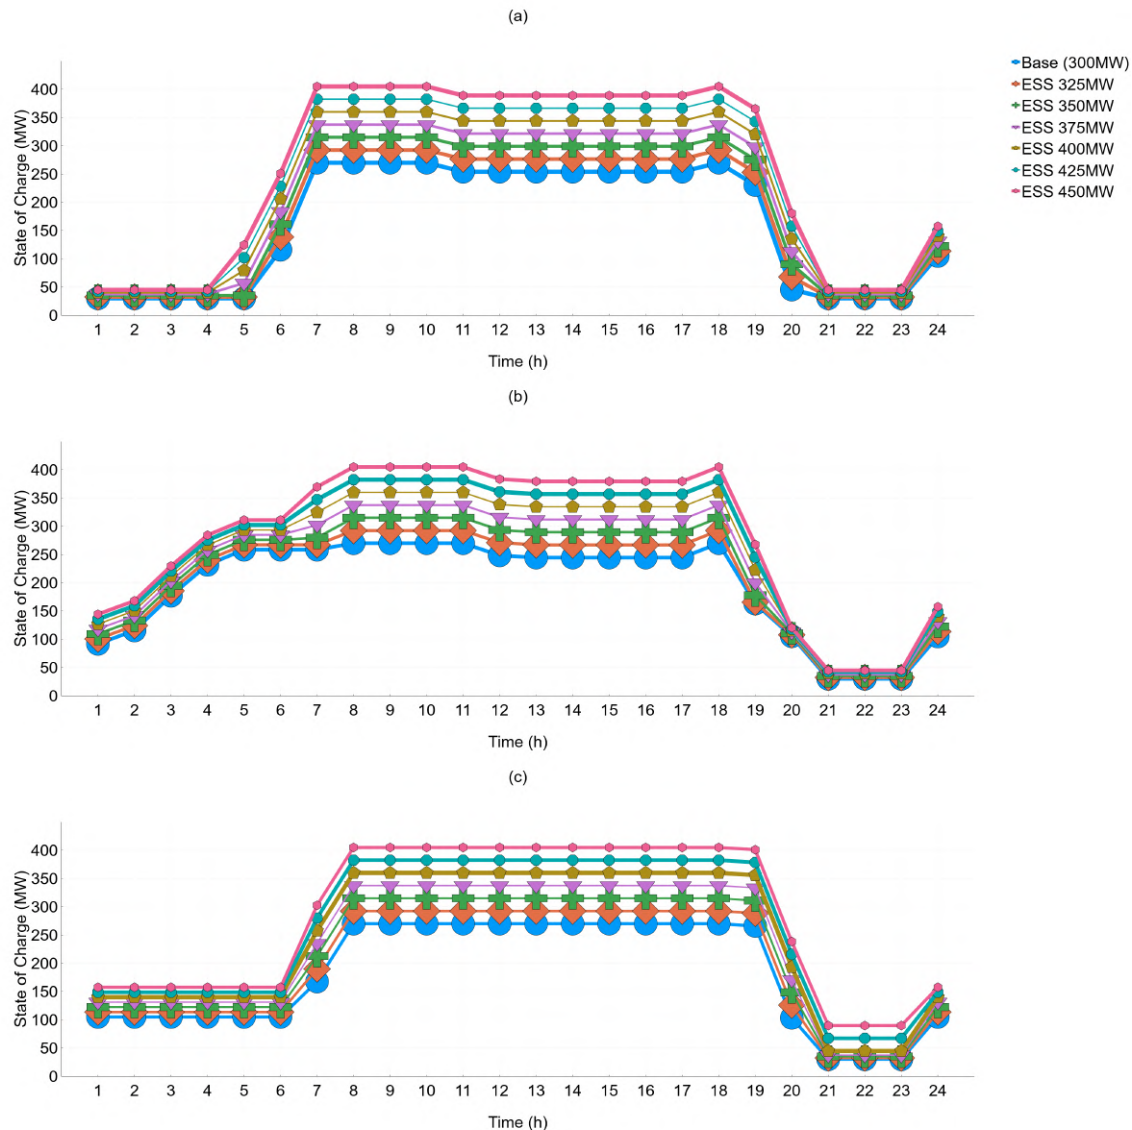 (a)
State of Charge (MW)
400
350
300
250
200
150
100
50
0
1 2 3 4 5 6 7 8 9 10 11 12 13 14 15 16 17 18 19 20 21 22 23 24
Time (h)
Base (300MW)
ESS 325MW
ESS 350MW
ESS 375MW
ESS 400MW
ESS 425MW
ESS 450MW
(b)
State of Charge (MW)
400
350
300
250
200
150
100
50
0
1 2 3 4 5 6 7 8 9 10 11 12 13 14 15 16 17 18 19 20 21 22 23 24
Time (h)
(c)
State of Charge (MW)
400
350
300
250
200
150
100
50
0
1 2 3 4 5 6 7 8 9 10 11 12 13 14 15 16 17 18 19 20 21 22 23 24
Time (h)